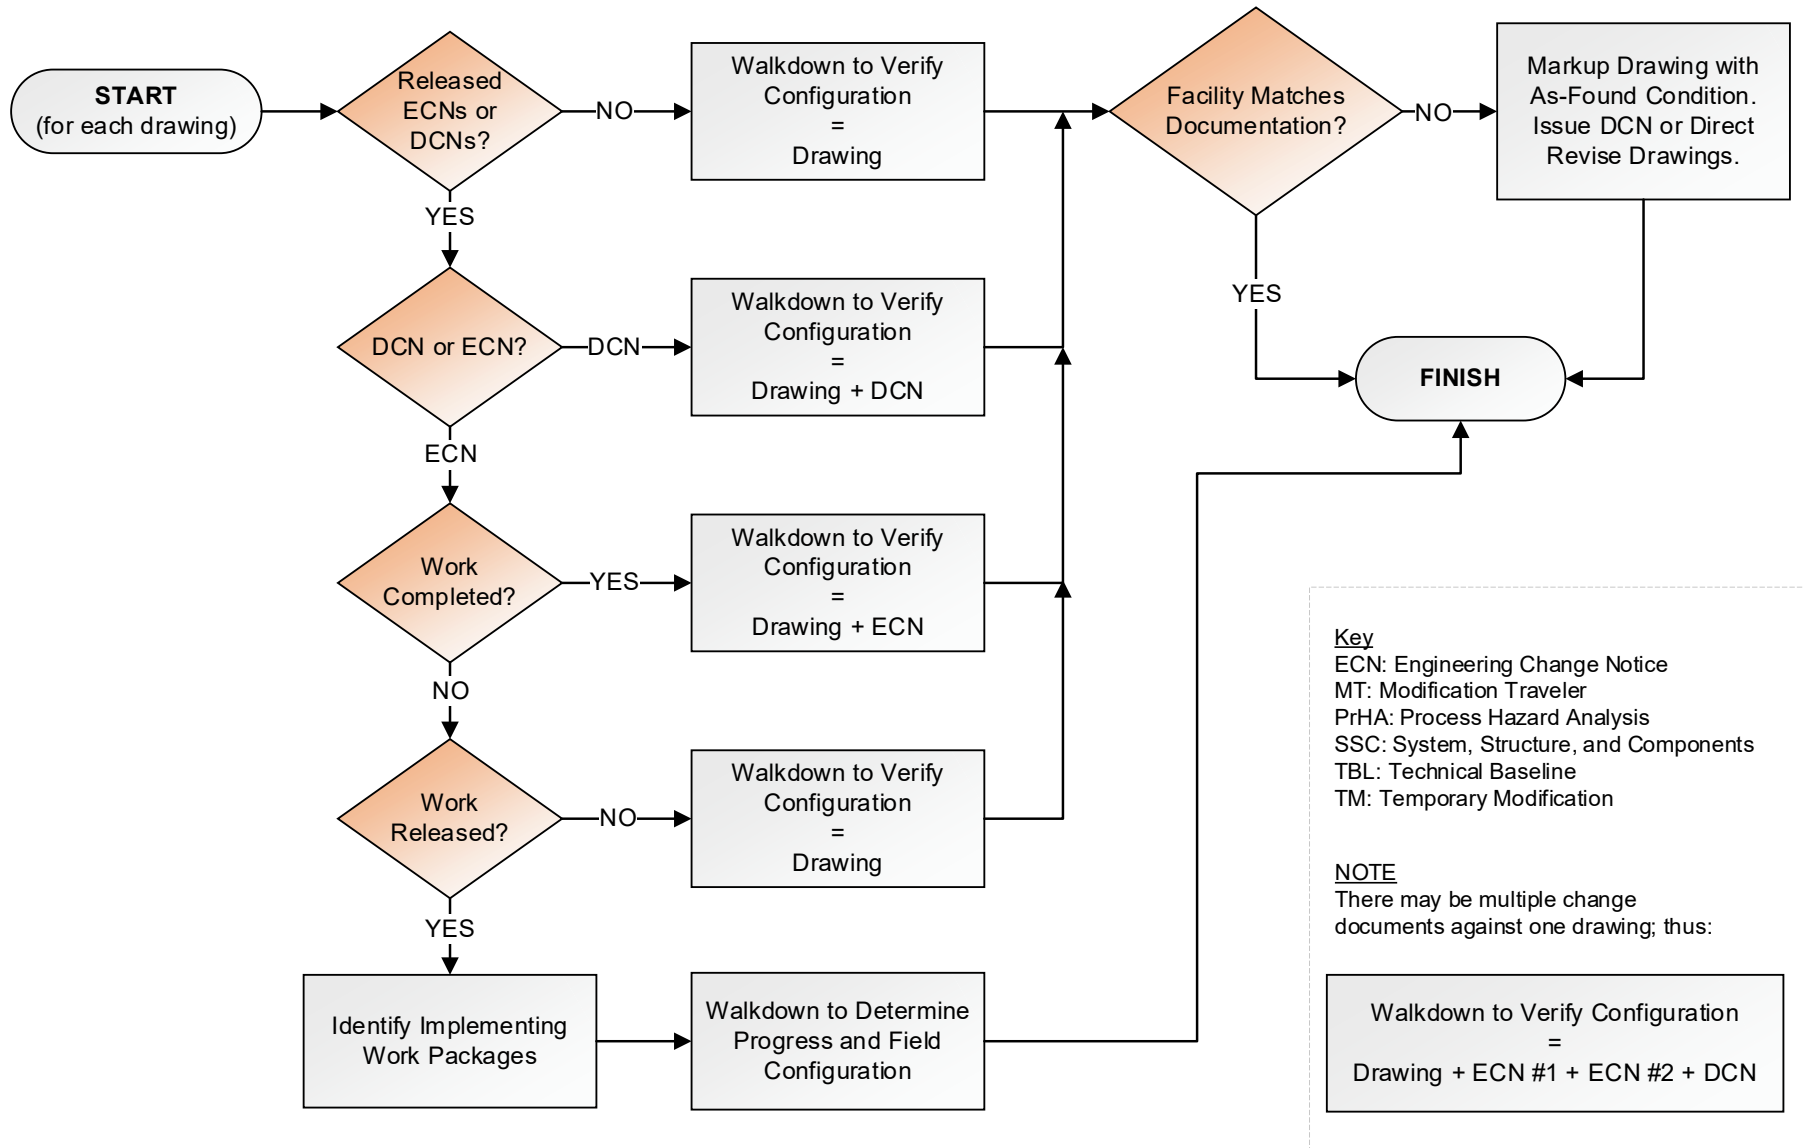 START
(for each drawing)
Released
ECNs or
DCNs?
NO
Walkdown to Verify
Configuration
=
Drawing
Facility Matches
Documentation?
NO
Markup Drawing with
As-Found Condition.
Issue DCN or Direct
Revise Drawings.
YES
YES
DCN or ECN?
DCN
Walkdown to Verify
Configuration
=
Drawing + DCN
FINISH
ECN
Work
Completed?
YES
Walkdown to Verify
Configuration
=
Drawing + ECN
NO
Work
Released?
NO
Walkdown to Verify
Configuration
=
Drawing
YES
Identify Implementing
Work Packages
Walkdown to Determine
Progress and Field
Configuration
Key
ECN: Engineering Change Notice
MT: Modification Traveler
PrHA: Process Hazard Analysis
SSC: System, Structure, and Components
TBL: Technical Baseline
TM: Temporary Modification
NOTE
There may be multiple change
documents against one drawing; thus:
Walkdown to Verify Configuration
=
Drawing + ECN #1 + ECN #2 + DCN